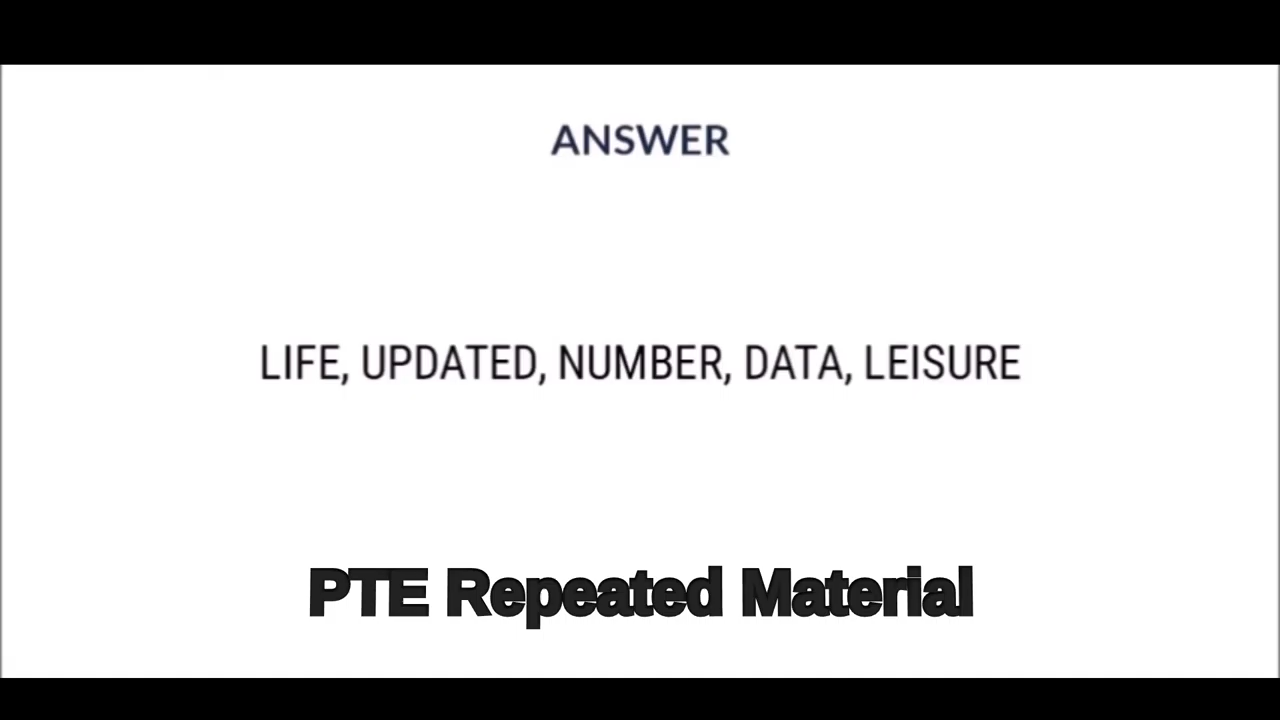 ANSWER
LIFE, UPDATED, NUMBER, DATA, LEISURE
PTE Repeated Material